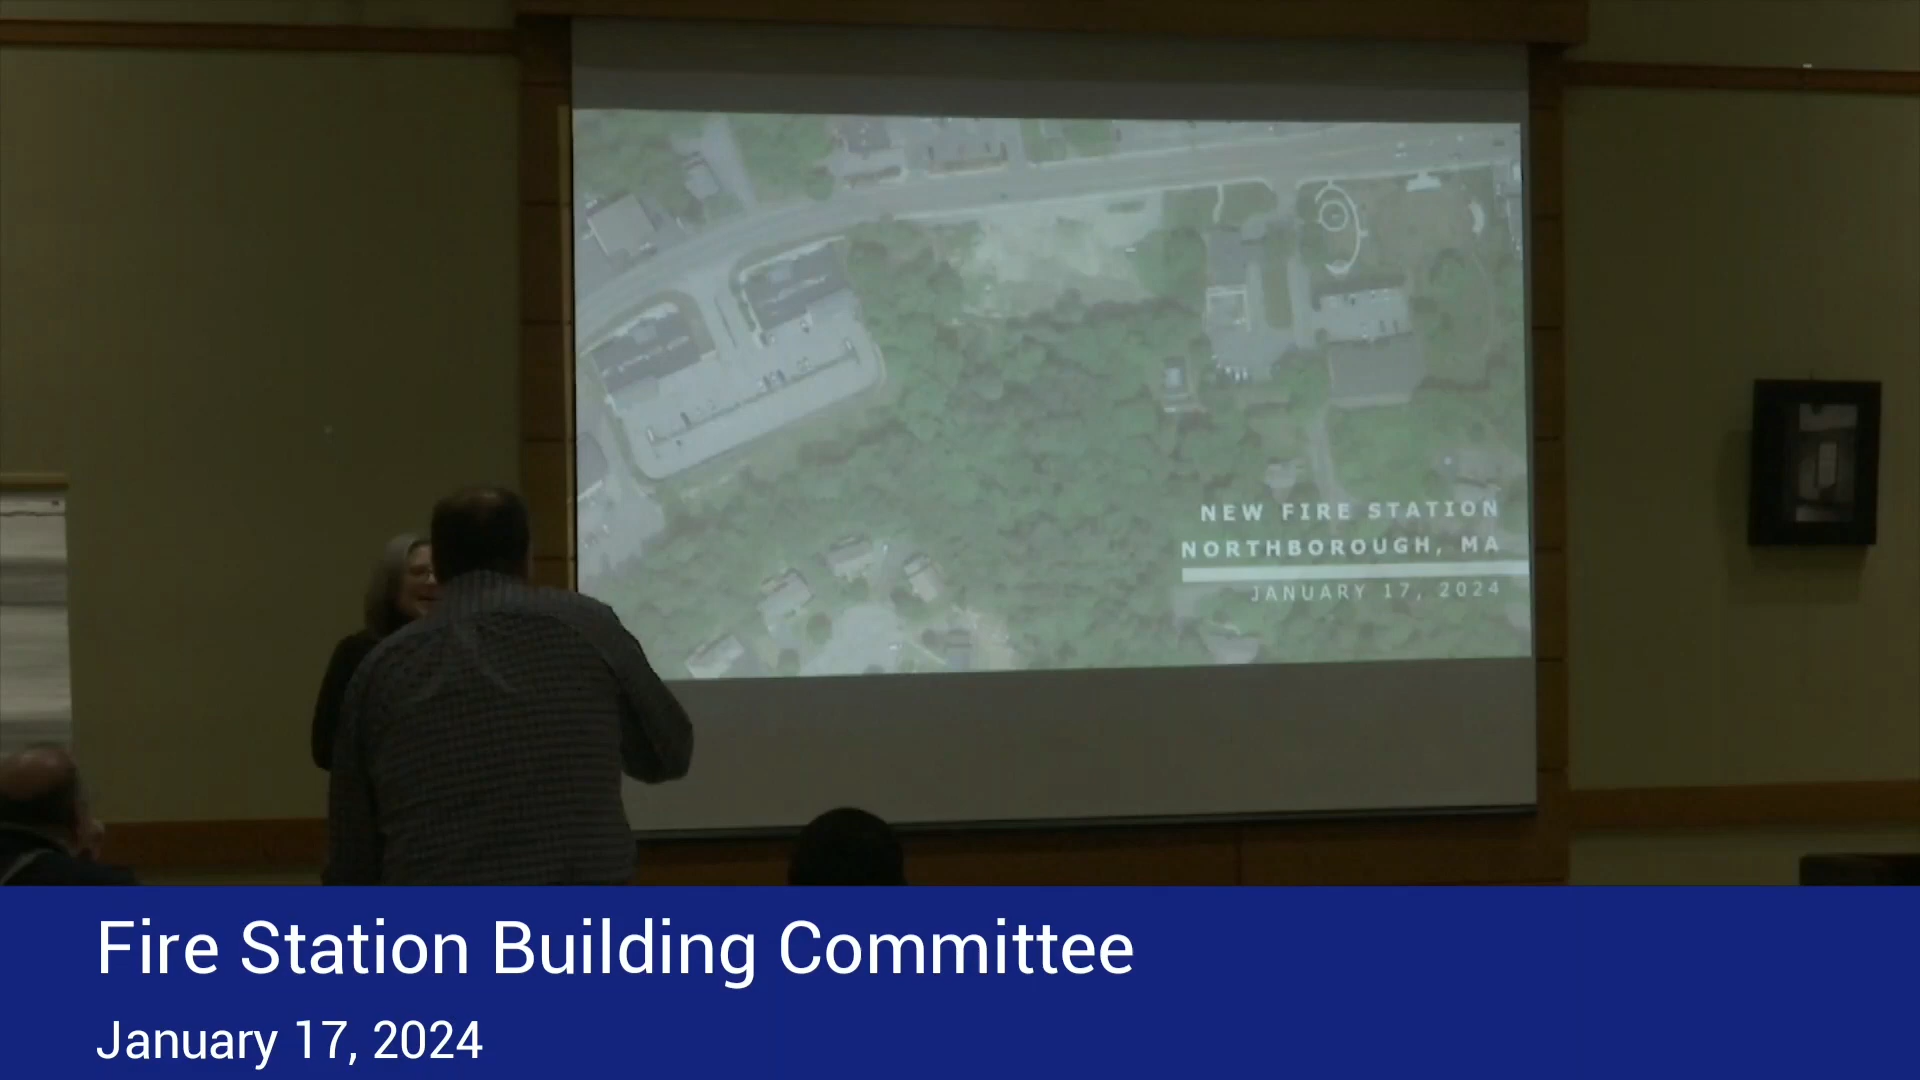 NEW FIRE STATION
NORTHBOROUGH, MA
JANUARY 17, 2024
Fire Station Building Committee
January 17, 2024